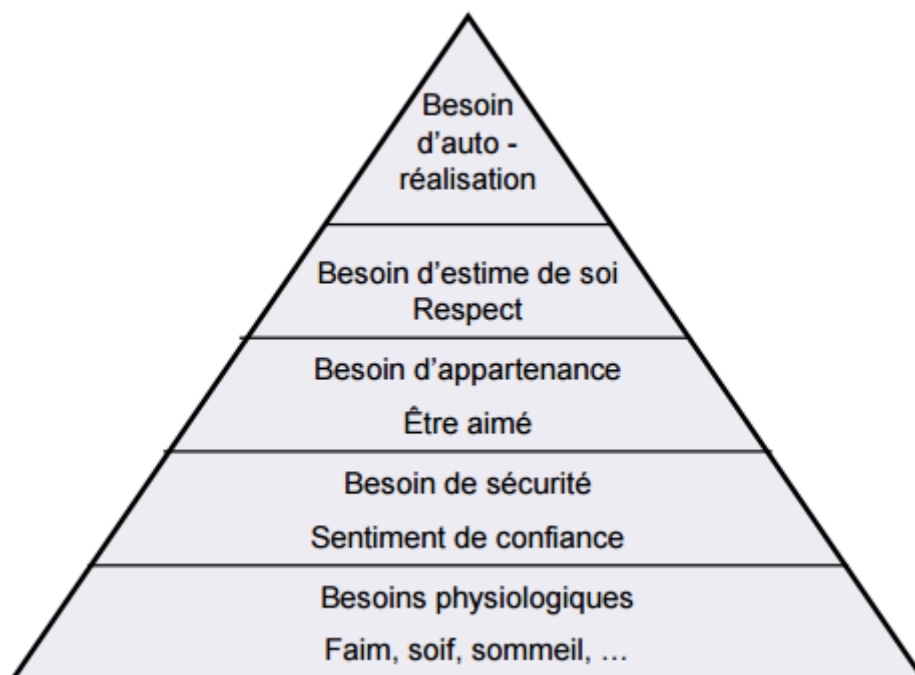 Besoin
d'auto -
réalisation
Besoin d'estime de soi
Respect
Besoin d'appartenance
Être aimé
Besoin de sécurité
Sentiment de confiance
Besoins physiologiques
Faim, soif, sommeil, …